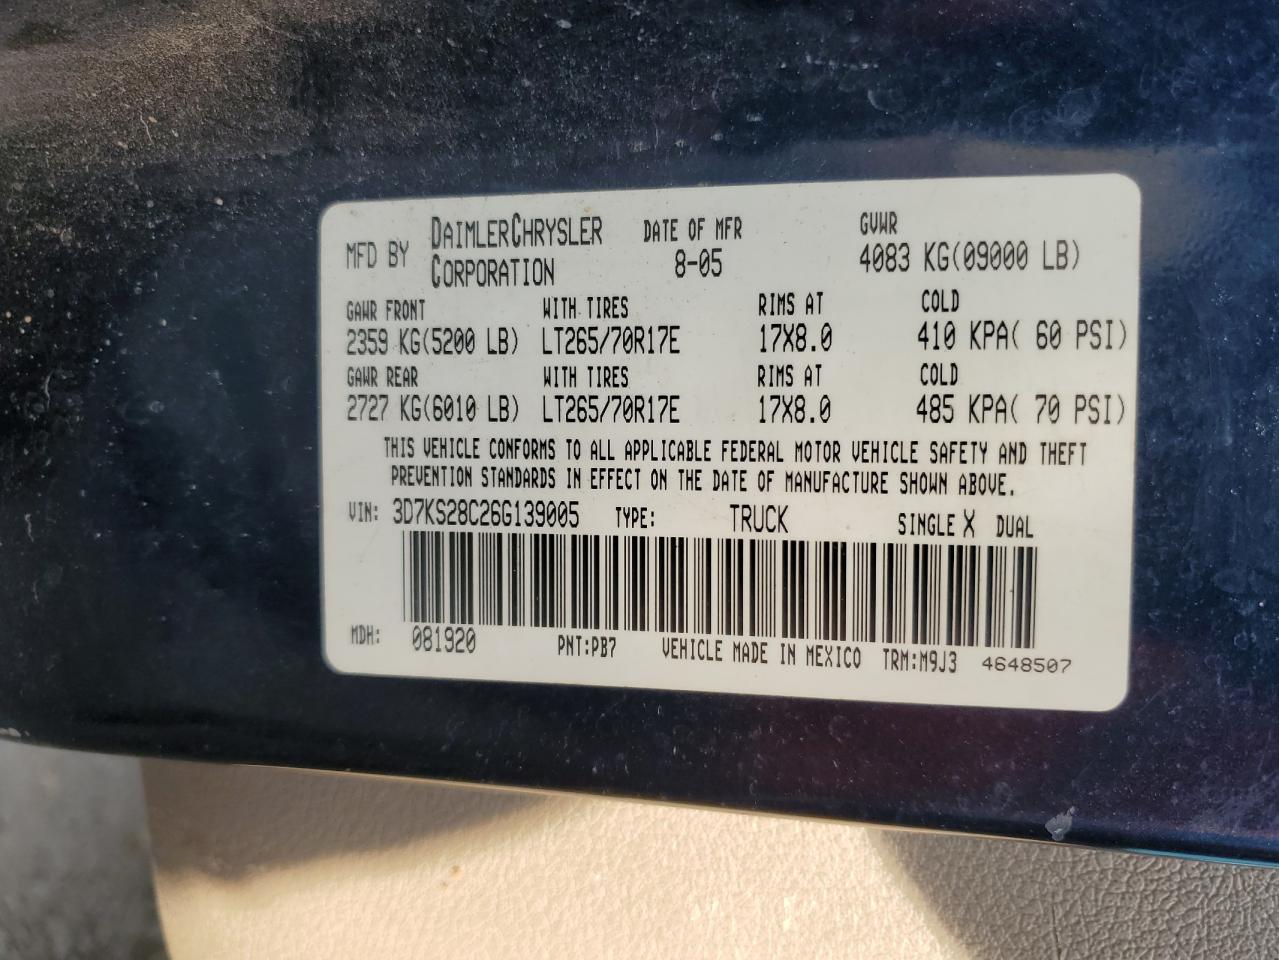 MFD BY DAIMLERCHRYSLER CORPORATION DATE OF MFR 8-05 GVWR 4083 KG(09000 LB)
GAWR FRONT WITH TIRES RIMS AT COLD
2359 KG(5200 LB) LT265/70R17E 17X8.0 410 KPA( 60 PSI)
GAWR REAR WITH TIRES RIMS AT COLD
2727 KG(6010 LB) LT265/70R17E 17X8.0 485 KPA( 70 PSI)
THIS VEHICLE CONFORMS TO ALL APPLICABLE FEDERAL MOTOR VEHICLE SAFETY AND THEFT
PREVENTION STANDARDS IN EFFECT ON THE DATE OF MANUFACTURE SHOWN ABOVE.
VIN: 3D7KS28C26G139005 TYPE: TRUCK SINGLE X DUAL
MDH: 081920 PNT:PB7 VEHICLE MADE IN MEXICO TRM:M9J3 4648507